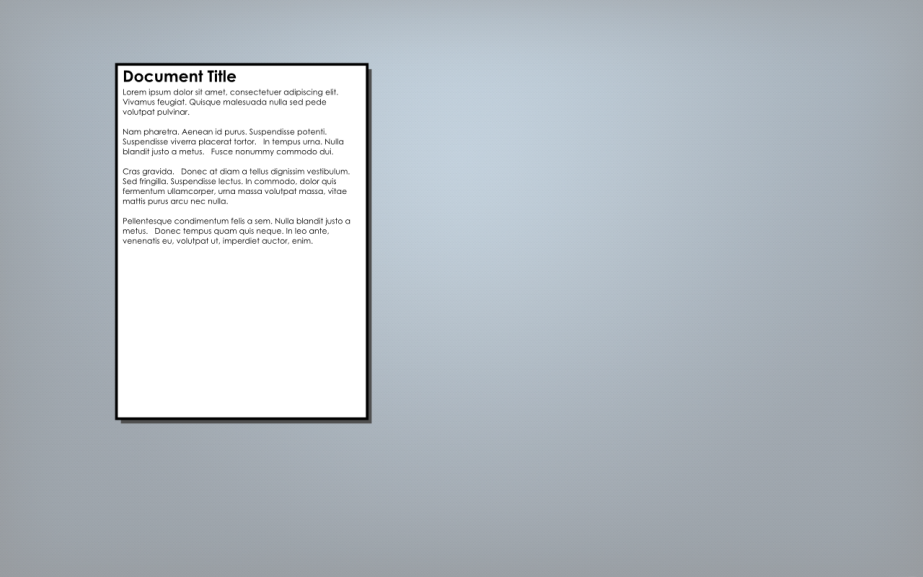 Document Title
Lorem ipsum dolor sit amet, consectetuer adipiscing elit.
Vivamus feugiat. Quisque malesuada nulla sed pede
volutpat pulvinar.
Nam pharetra. Aenean id purus. Suspendisse potenti.
Suspendisse viverra placerat tortor. In tempus urna. Nulla
blandit justo a metus. Fusce nonummy commodo dui.
Cras gravida. Donec at diam a tellus dignissim vestibulum.
Sed fringilla. Suspendisse lectus. In commodo, dolor quis
fermentum ullamcorper, urna massa volutpat massa, vitae
mattis purus arcu nec nulla.
Pellentesque condimentum felis a sem. Nulla blandit justo a
metus. Donec tempus quam quis neque. In leo ante,
venenatis eu, volutpat ut, imperdiet auctor, enim.